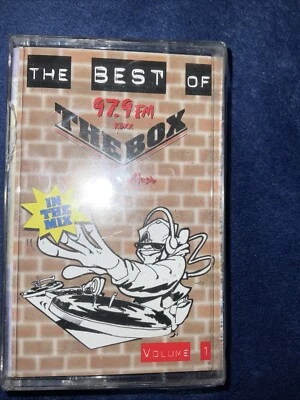 THE BEST OF
97.9 FM
KBXX
THE BOX
IN
THE
MIX
VOLUME 1